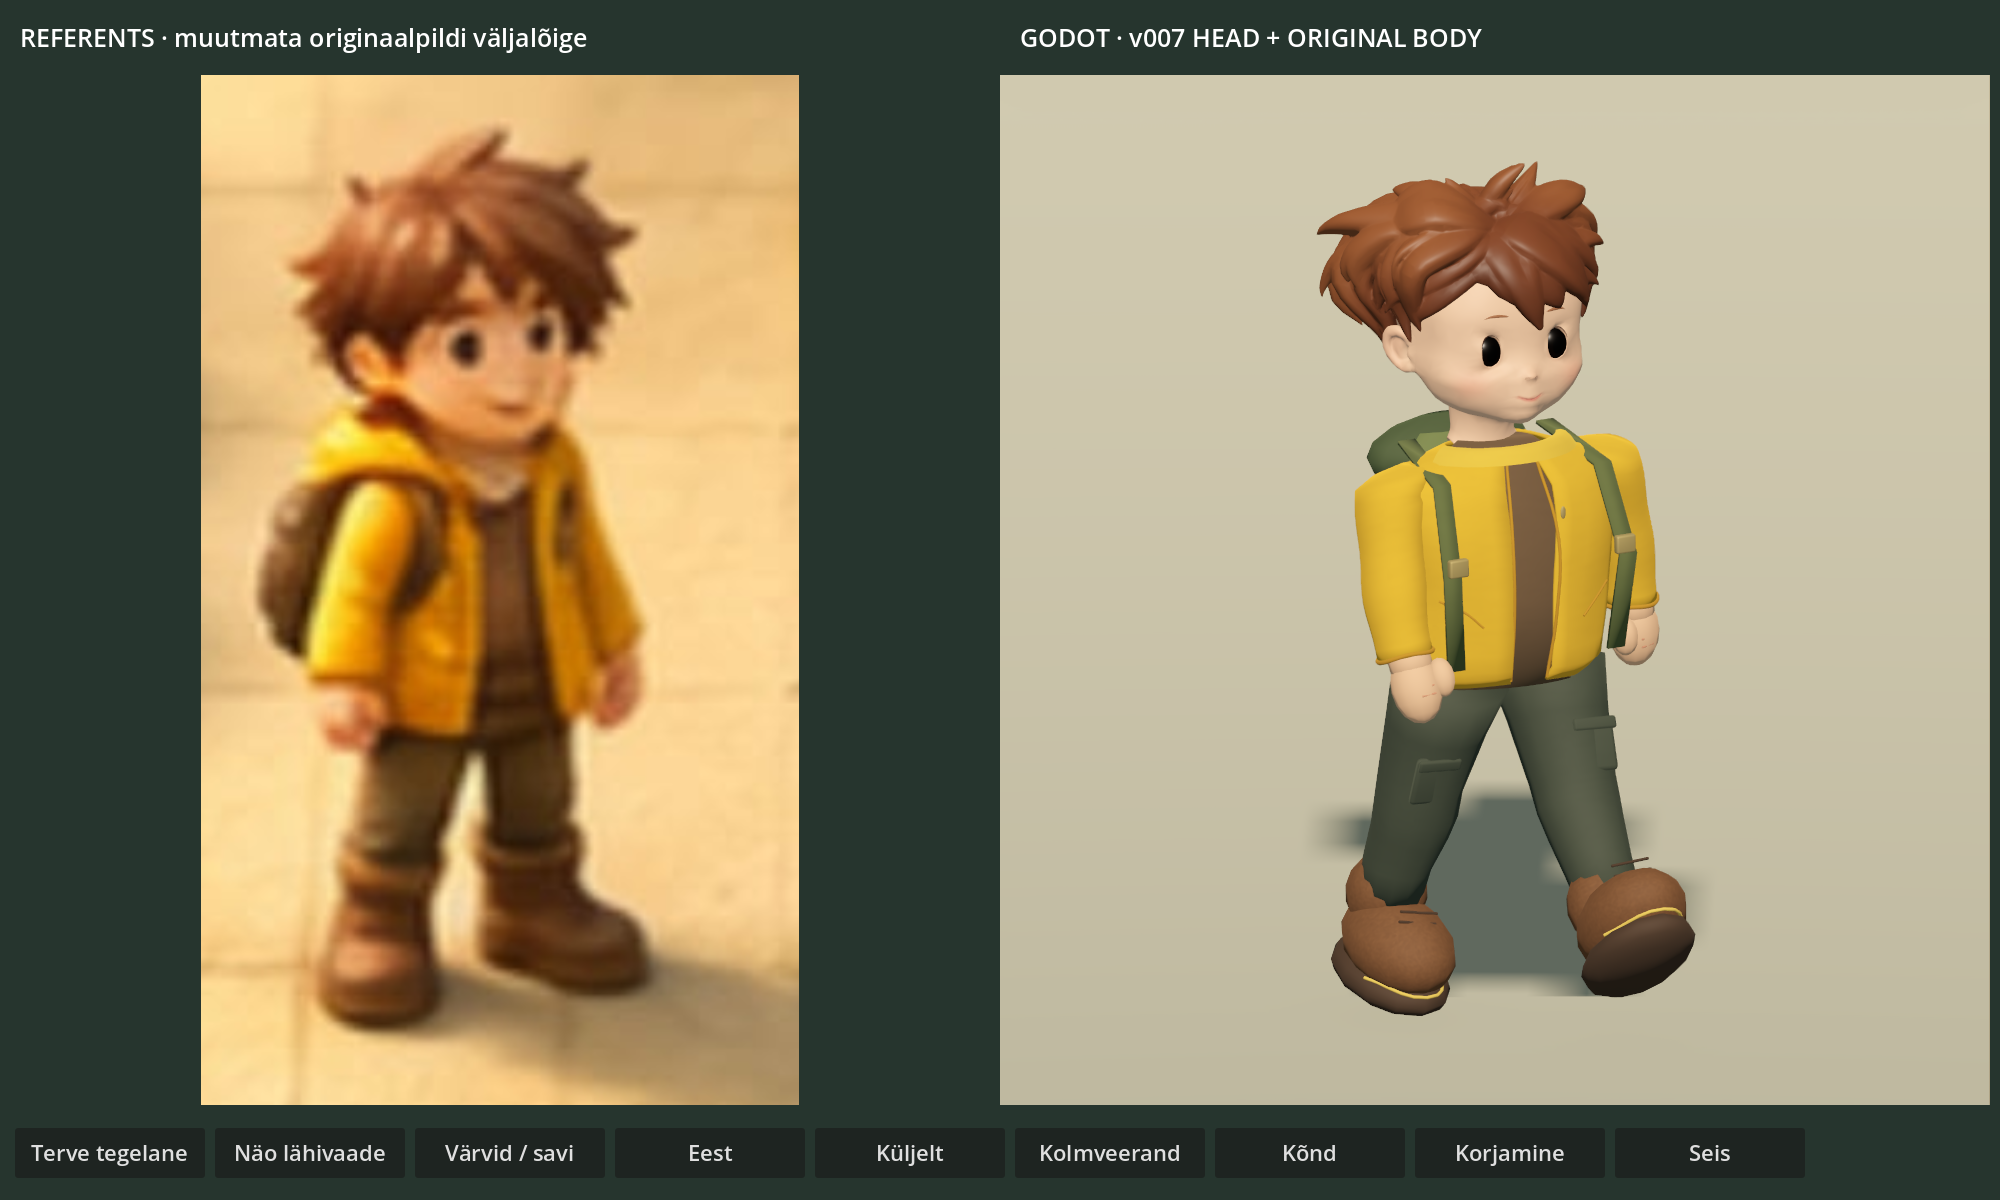 REFERENTS · muutmata originaalpildi väljalõige
GODOT · v007 HEAD + ORIGINAL BODY
Terve tegelane
Näo lähivaade
Värvid / savi
Eest
Küljelt
Kolmveerand
Kõnd
Korjamine
Seis